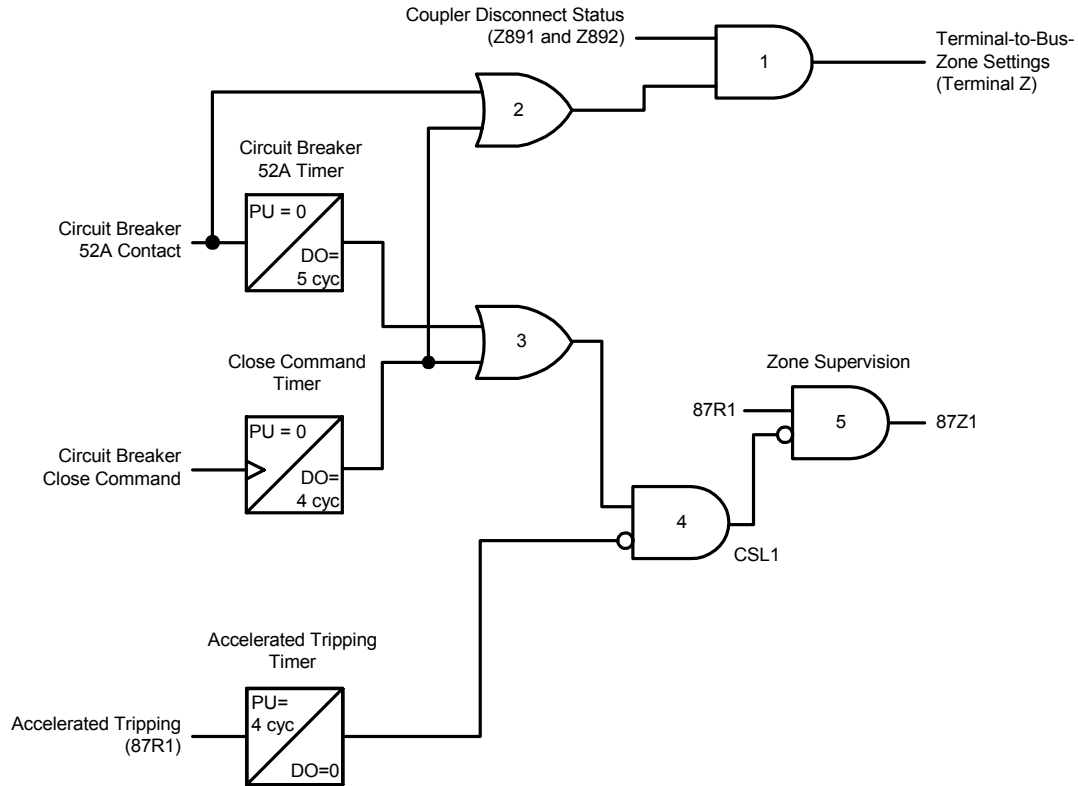 Coupler Disconnect Status
(Z891 and Z892)
1
Terminal-to-Bus-
Zone Settings
(Terminal Z)
2
Circuit Breaker
52A Timer
PU = 0
DO=
5 cyc
Circuit Breaker
52A Contact
3
Close Command
Timer
Zone Supervision
PU = 0
DO=
4 cyc
Circuit Breaker
Close Command
87R1
5
87Z1
4
CSL1
Accelerated Tripping
Timer
PU=
4 cyc
DO=0
Accelerated Tripping
(87R1)